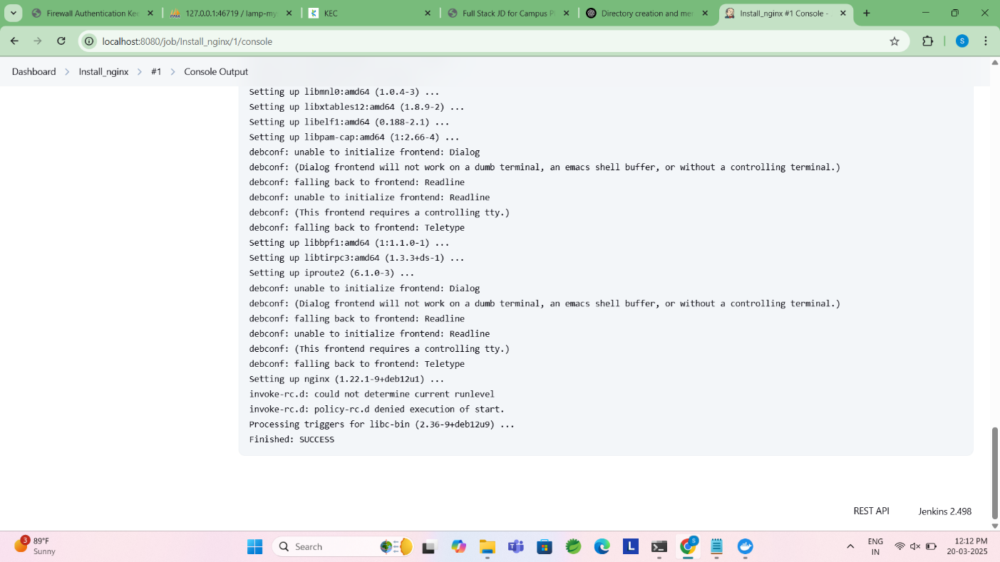 Firewall Authentication Kee
127.0.0.1:46719 / lamp-my
KEC
Full Stack JD for Campus Pl
Directory creation and me
Install_nginx #1 Console -
localhost:8080/job/Install_nginx/1/console
S
Dashboard > Install_nginx > #1 > Console Output
Setting up libmnl0:amd64 (1.0.4-3) ...
Setting up libxtables12:amd64 (1.8.9-2) ...
Setting up libelf1:amd64 (0.188-2.1) ...
Setting up libpam-cap:amd64 (1:2.66-4) ...
debconf: unable to initialize frontend: Dialog
debconf: (Dialog frontend will not work on a dumb terminal, an emacs shell buffer, or without a controlling terminal.)
debconf: falling back to frontend: Readline
debconf: unable to initialize frontend: Readline
debconf: (This frontend requires a controlling tty.)
debconf: falling back to frontend: Teletype
Setting up libbpf1:amd64 (1:1.1.0-1) ...
Setting up libtirpc3:amd64 (1.3.3+ds-1) ...
Setting up iproute2 (6.1.0-3) ...
debconf: unable to initialize frontend: Dialog
debconf: (Dialog frontend will not work on a dumb terminal, an emacs shell buffer, or without a controlling terminal.)
debconf: falling back to frontend: Readline
debconf: unable to initialize frontend: Readline
debconf: (This frontend requires a controlling tty.)
debconf: falling back to frontend: Teletype
Setting up nginx (1.22.1-9+deb12u1) ...
invoke-rc.d: could not determine current runlevel
invoke-rc.d: policy-rc.d denied execution of start.
Processing triggers for libc-bin (2.36-9+deb12u9) ...
Finished: SUCCESS
REST API
Jenkins 2.498
3
89°F
Sunny
Search
L
S
ENG
IN
12:12 PM
20-03-2025